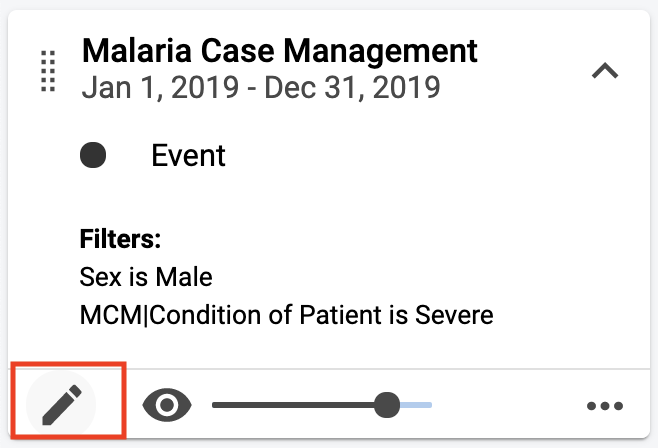 Malaria Case Management
Jan 1, 2019 - Dec 31, 2019
Event
Filters:
Sex is Male
MCM|Condition of Patient is Severe